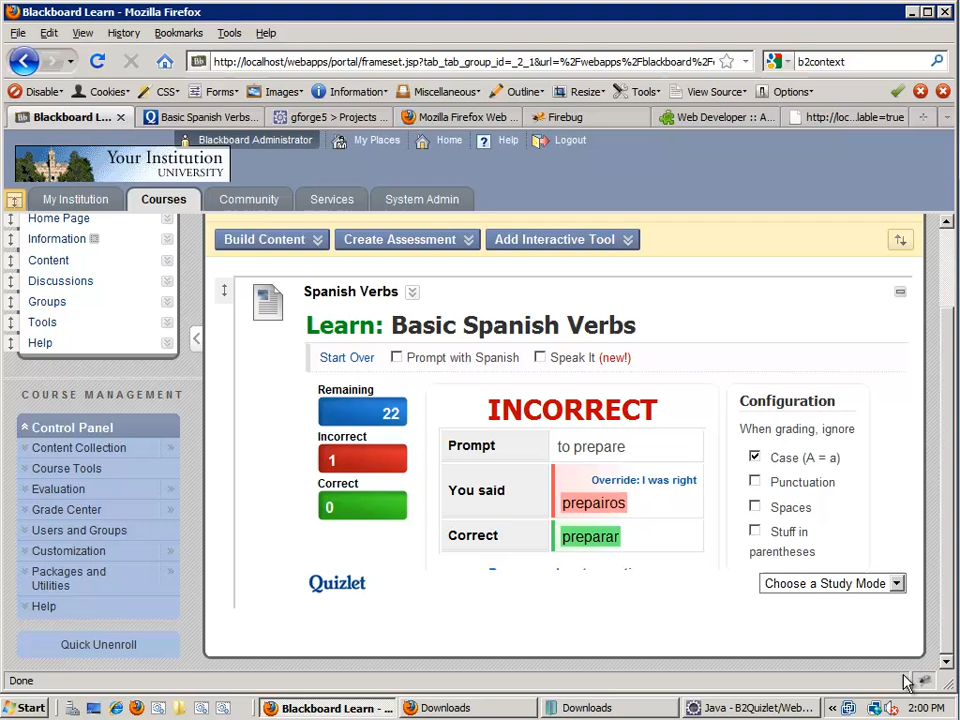 Blackboard Learn - Mozilla Firefox
File Edit View History Bookmarks Tools Help
Bb http://localhost/webapps/portal/frameset.jsp?tab_tab_group_id=_2_1&url=%2Fwebapps%2Fblackboard%2F
b2context
Disable Cookies CSS Forms Images Information Miscellaneous Outline Resize Tools View Source Options
Blackboard L... Basic Spanish Verbs... gforge5 > Projects ... Mozilla Firefox Web ... Firebug Web Developer :: A... http://loc...lable=true
Blackboard Administrator My Places Home Help Logout
Your Institution
UNIVERSITY
My Institution Courses Community Services System Admin
Home Page
Information
Content
Discussions
Groups
Tools
Help
COURSE MANAGEMENT
Control Panel
Content Collection
Course Tools
Evaluation
Grade Center
Users and Groups
Customization
Packages and
Utilities
Help
Quick Unenroll
Build Content Create Assessment Add Interactive Tool
Spanish Verbs
Learn: Basic Spanish Verbs
Start Over Prompt with Spanish Speak It (new!)
Remaining
22
Incorrect
1
Correct
0
INCORRECT
Prompt to prepare
Override: I was right
You said prepairos
Correct preparar
Configuration
When grading, ignore
Case (A = a)
Punctuation
Spaces
Stuff in
parentheses
Quizlet
Choose a Study Mode
Done
Start Blackboard Learn - ... Downloads Downloads Java - B2Quizlet/Web... 2:00 PM